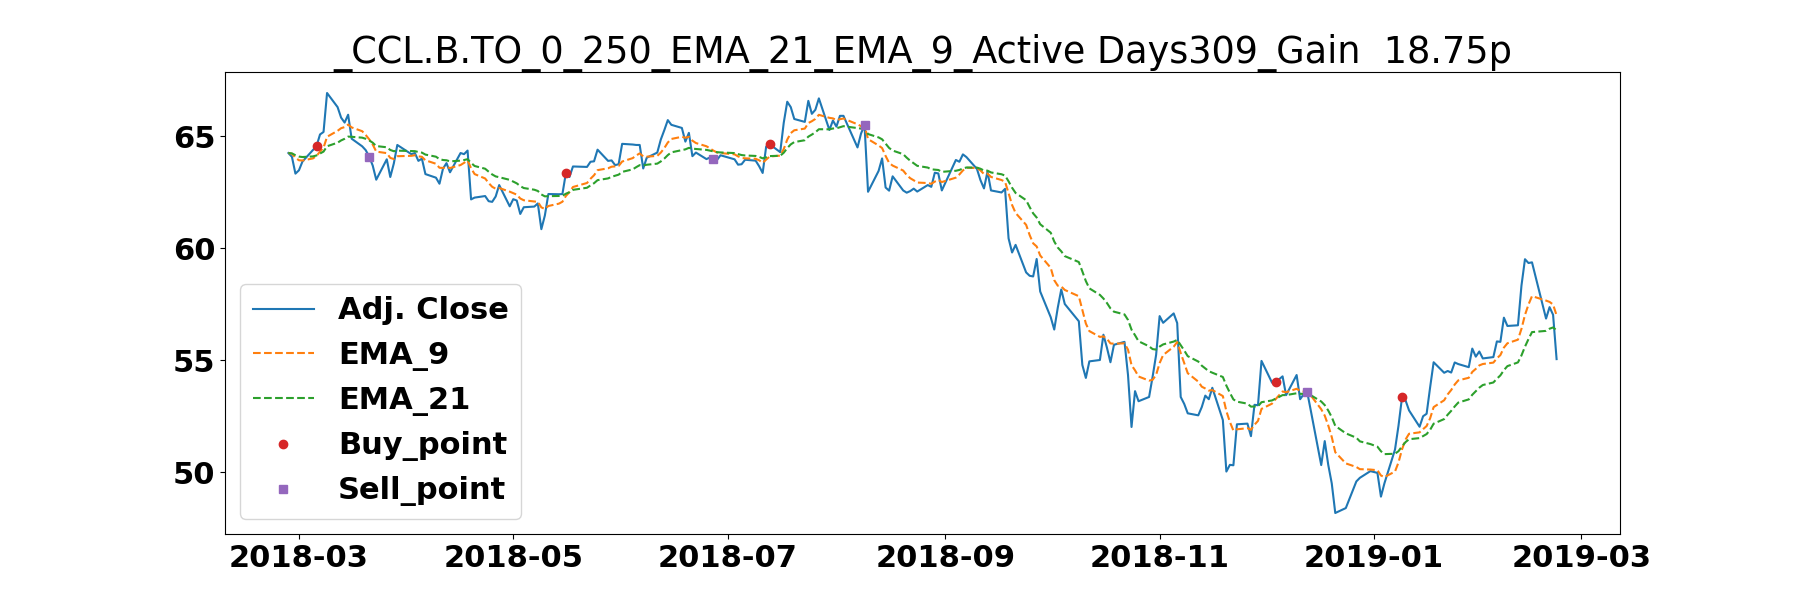 _CCL.B.TO_0_250_EMA_21_EMA_9_Active Days309_Gain  18.75p
65
60
55
50
Adj. Close
EMA_9
EMA_21
Buy_point
Sell_point
2018-03 2018-05 2018-07 2018-09 2018-11 2019-01 2019-03